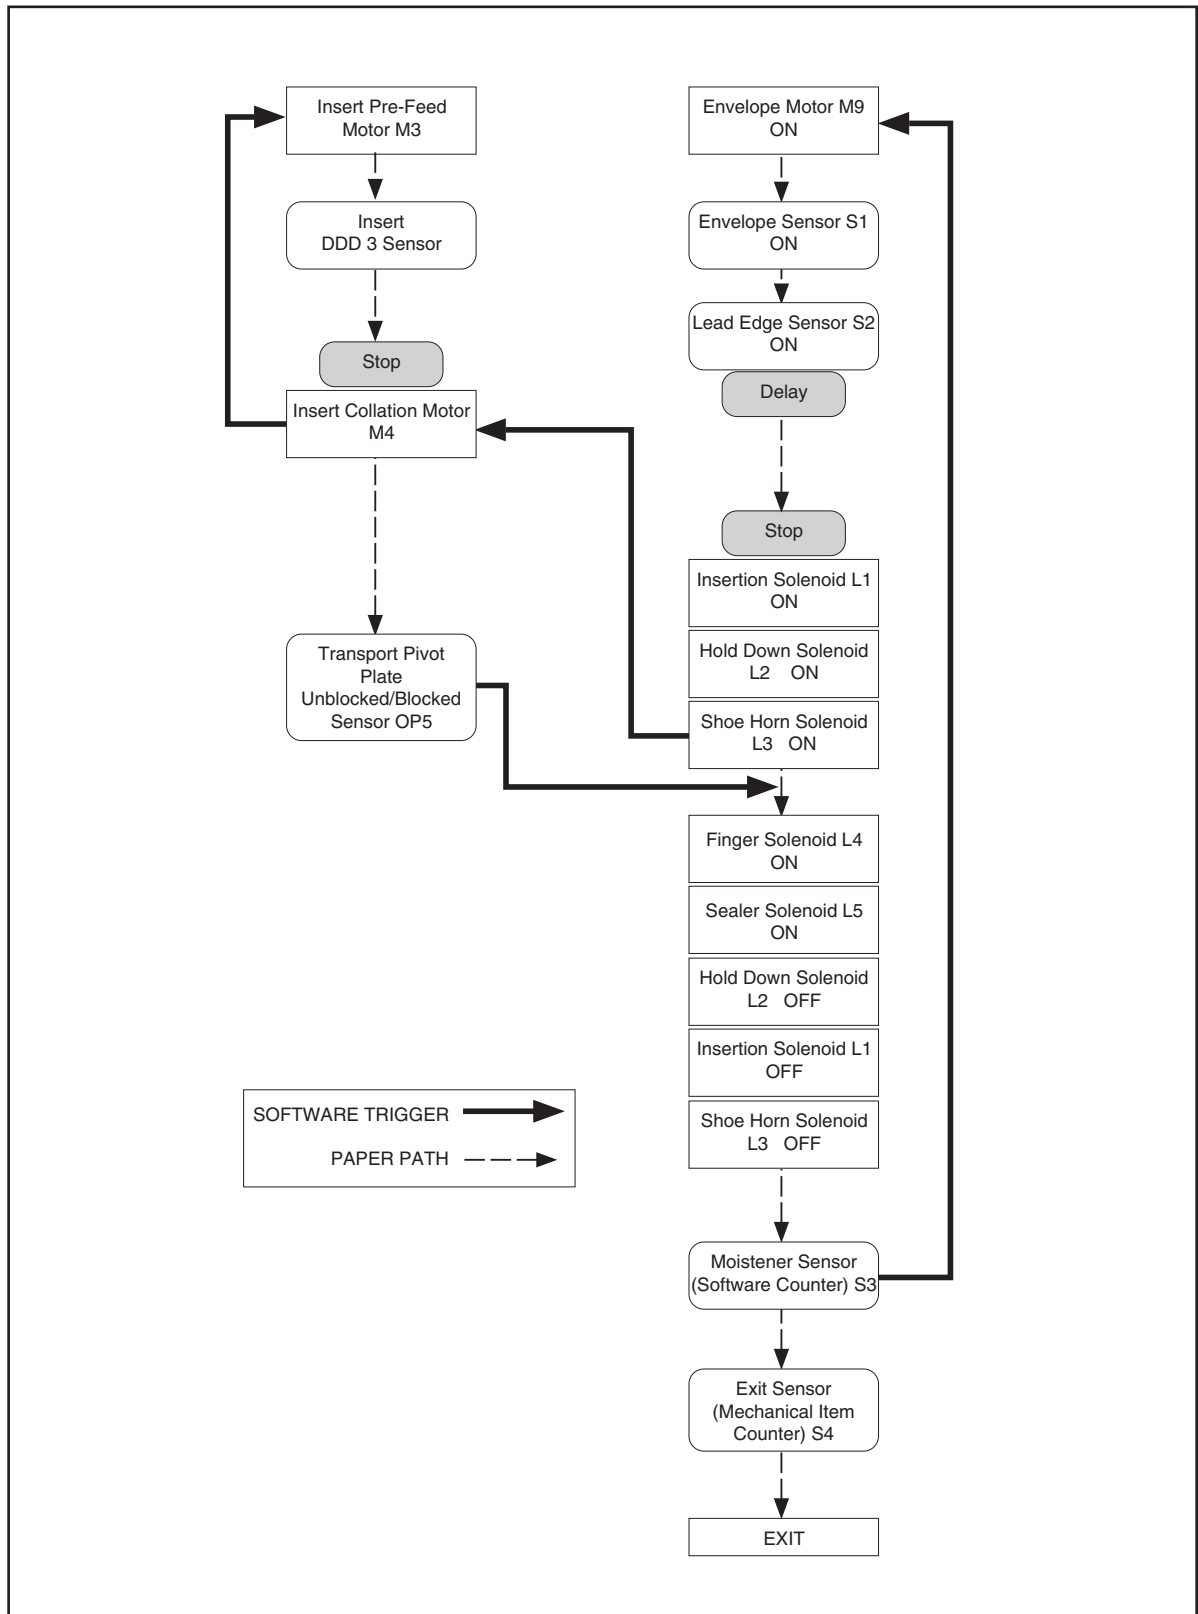 Insert Pre-Feed
Motor M3
Insert
DDD 3 Sensor
Stop
Insert Collation Motor
M4
Transport Pivot
Plate
Unblocked/Blocked
Sensor OP5
Envelope Motor M9
ON
Envelope Sensor S1
ON
Lead Edge Sensor S2
ON
Delay
Stop
Insertion Solenoid L1
ON
Hold Down Solenoid
L2 ON
Shoe Horn Solenoid
L3 ON
Finger Solenoid L4
ON
Sealer Solenoid L5
ON
Hold Down Solenoid
L2 OFF
Insertion Solenoid L1
OFF
Shoe Horn Solenoid
L3 OFF
Moistener Sensor
(Software Counter) S3
Exit Sensor
(Mechanical Item
Counter) S4
EXIT
SOFTWARE TRIGGER
PAPER PATH